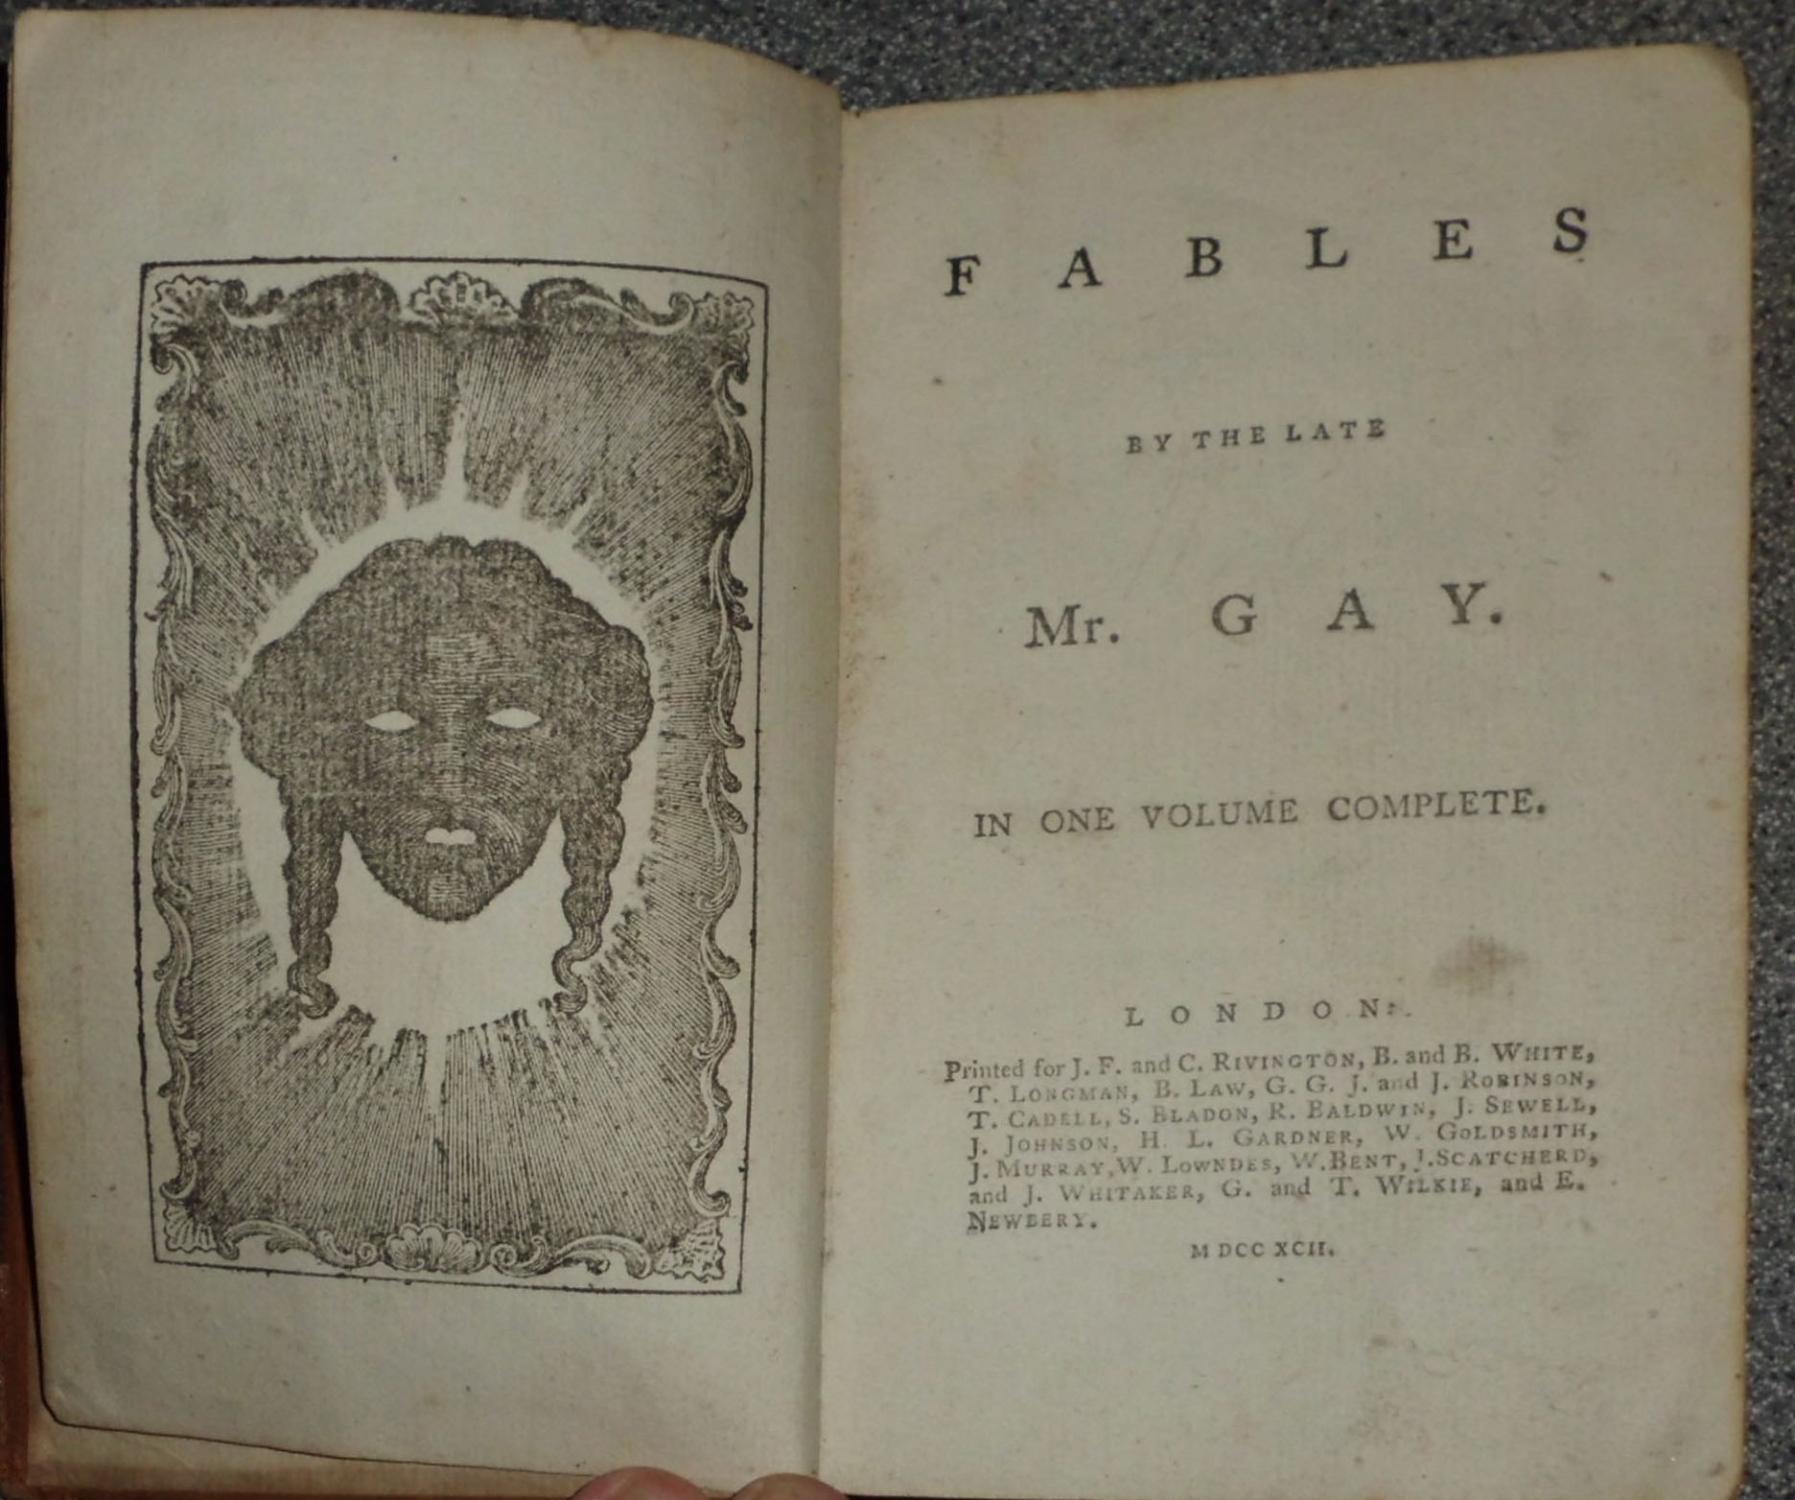 FABLES
BY THE LATE
Mr. GAY.
IN ONE VOLUME COMPLETE.
LONDON:
Printed for J. F. and C. RIVINGTON, B. and B. WHITE,
T. LONGMAN, B. LAW, G. G. J. and J. ROBINSON,
T. CADELL, S. BLADON, R. BALDWIN, J. SEWELL,
J. JOHNSON, H. L. GARDNER, W. GOLDSMITH,
J. MURRAY, W. LOWNDES, W. BENT, J. SCATCHERD,
and J. WHITAKER, G. and T. WILKIE, and E.
NEWBERY.
M DCC XCII.